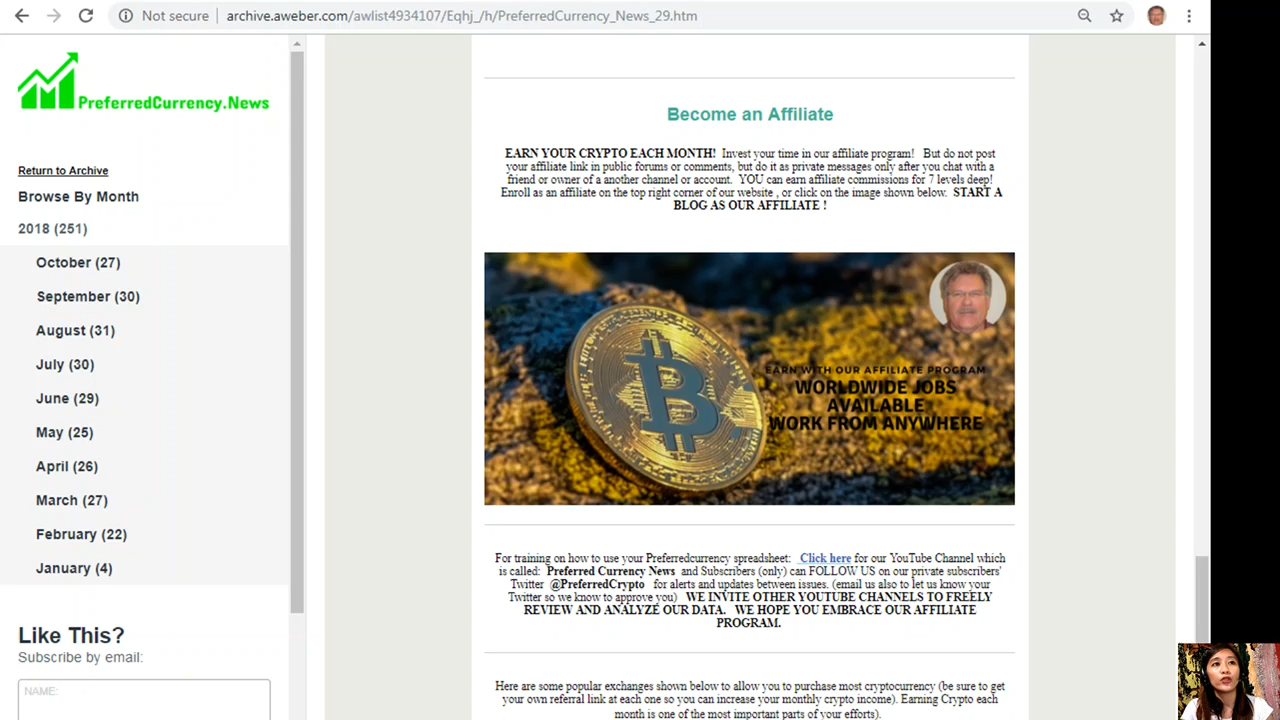 Not secure
archive.aweber.com/awlist4934107/Eqhj_/h/PreferredCurrency_News_29.htm
PreferredCurrency.News
Return to Archive
Browse By Month
2018 (251)
October (27)
September (30)
August (31)
July (30)
June (29)
May (25)
April (26)
March (27)
February (22)
January (4)
Like This?
Subscribe by email:
NAME:
Become an Affiliate
EARN YOUR CRYPTO EACH MONTH! Invest your time in our affiliate program! But do not post
your affiliate link in public forums or comments, but do it as private messages only after you chat with a
friend or owner of a another channel or account. YOU can earn affiliate commissions for 7 levels deep!
Enroll as an affiliate on the top right corner of our website , or click on the image shown below. START A
BLOG AS OUR AFFILIATE !
EARN WITH OUR AFFILIATE PROGRAM
WORLDWIDE JOBS
AVAILABLE
WORK FROM ANYWHERE
For training on how to use your Preferredcurrency spreadsheet: Click here for our YouTube Channel which
is called: Preferred Currency News and Subscribers (only) can FOLLOW US on our private subscribers'
Twitter @PreferredCrypto for alerts and updates between issues. (email us also to let us know your
Twitter so we know to approve you) WE INVITE OTHER YOUTUBE CHANNELS TO FREELY
REVIEW AND ANALYZE OUR DATA. WE HOPE YOU EMBRACE OUR AFFILIATE
PROGRAM.
Here are some popular exchanges shown below to allow you to purchase most cryptocurrency (be sure to get
your own referral link at each one so you can increase your monthly crypto income). Earning Crypto each
month is one of the most important parts of your efforts).